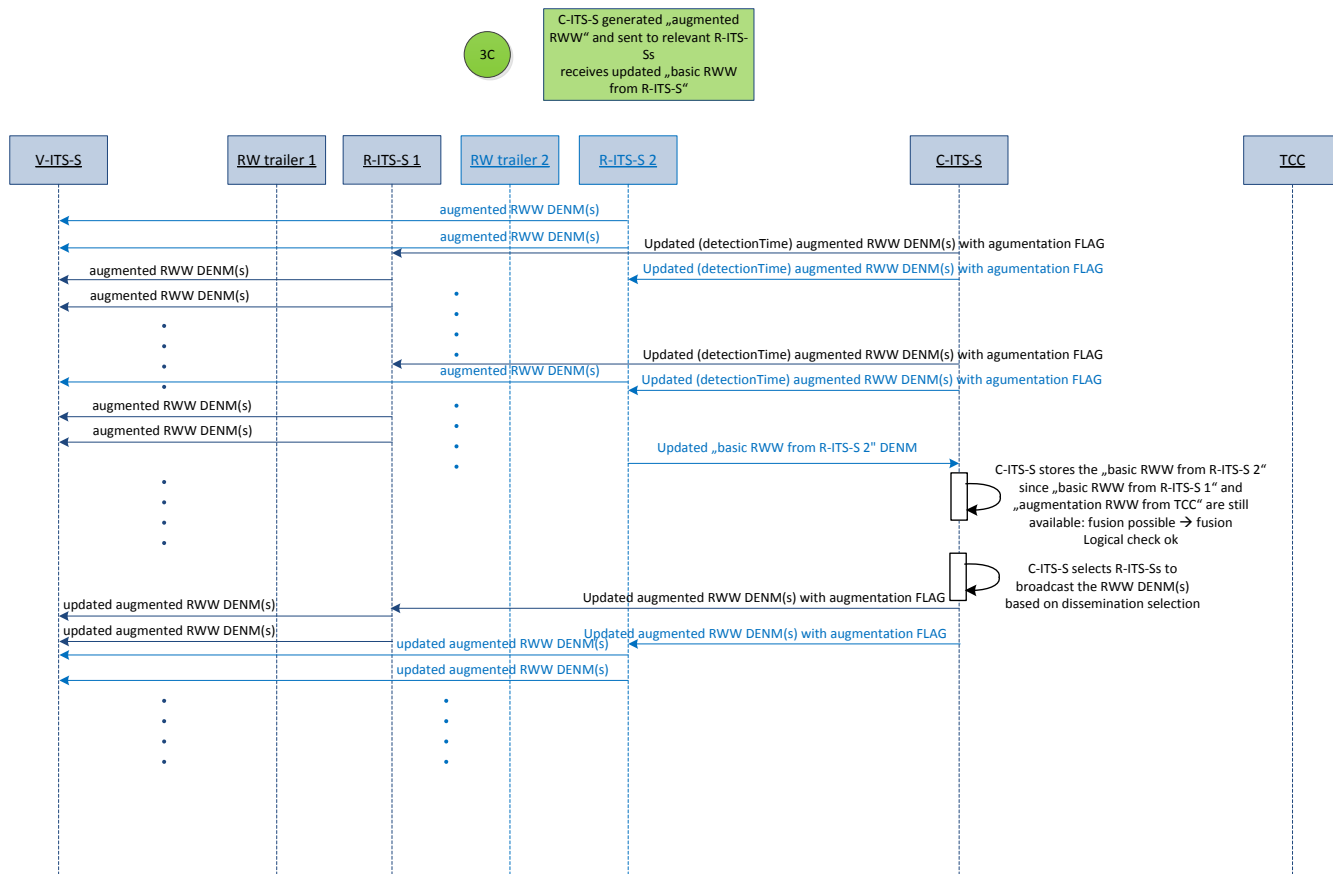 3C
C-ITS-S generated „augmented
RWW“ and sent to relevant R-ITS-
Ss
receives updated „basic RWW
from R-ITS-S“
V-ITS-S
RW trailer 1
R-ITS-S 1
RW trailer 2
R-ITS-S 2
C-ITS-S
TCC
augmented RWW DENM(s)
augmented RWW DENM(s)
Updated (detectionTime) augmented RWW DENM(s) with agumentation FLAG
augmented RWW DENM(s)
Updated (detectionTime) augmented RWW DENM(s) with agumentation FLAG
augmented RWW DENM(s)
Updated (detectionTime) augmented RWW DENM(s) with agumentation FLAG
augmented RWW DENM(s)
Updated (detectionTime) augmented RWW DENM(s) with agumentation FLAG
augmented RWW DENM(s)
augmented RWW DENM(s)
Updated „basic RWW from R-ITS-S 2" DENM
C-ITS-S stores the „basic RWW from R-ITS-S 2“
since „basic RWW from R-ITS-S 1“ and
„augmentation RWW from TCC“ are still
available: fusion possible → fusion
Logical check ok
C-ITS-S selects R-ITS-Ss to
broadcast the RWW DENM(s)
based on dissemination selection
Updated augmented RWW DENM(s) with augmentation FLAG
updated augmented RWW DENM(s)
updated augmented RWW DENM(s)
Updated augmented RWW DENM(s) with augmentation FLAG
updated augmented RWW DENM(s)
updated augmented RWW DENM(s)